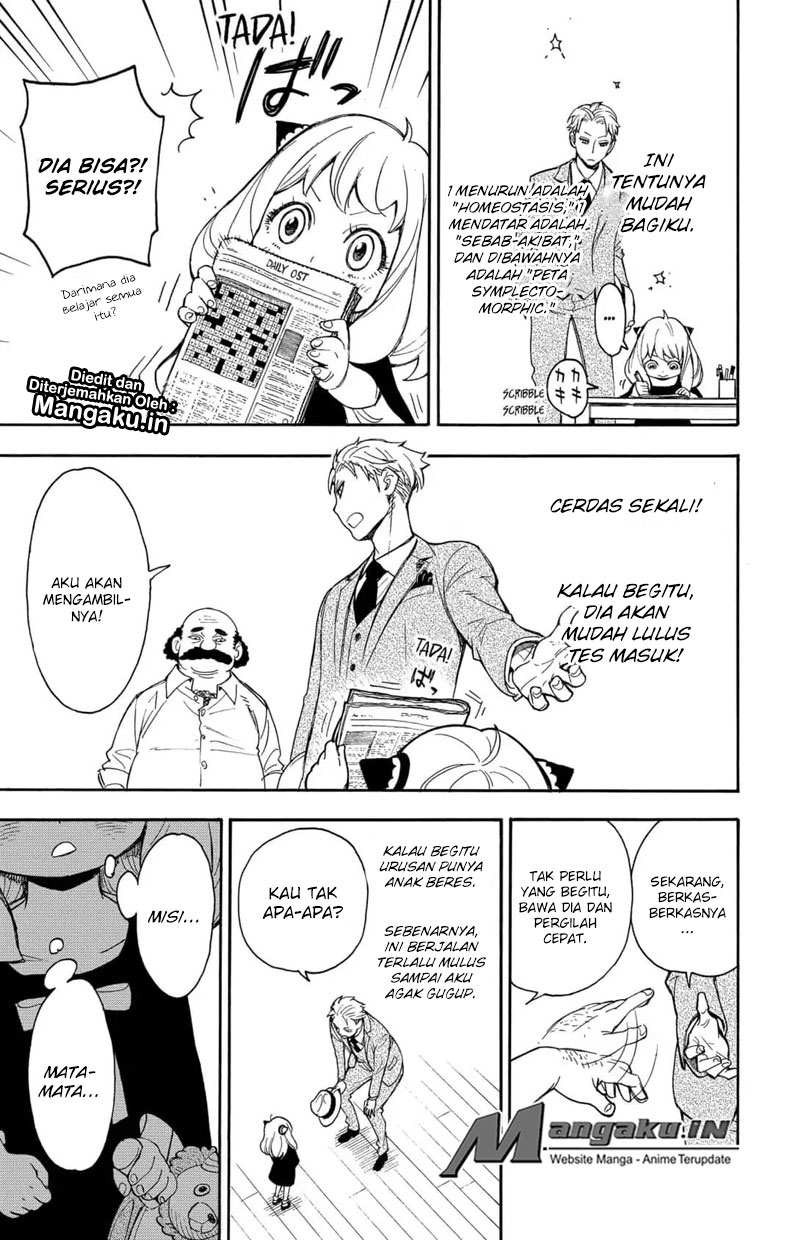 INI
TENTUNYA
MUDAH
BAGIKU.
1 MENURUN ADALAH
"HOMEOSTASIS," 1
MENDATAR ADALAH
"SEBAB-AKIBAT,"
DAN DIBAWAHNYA
ADALAH "PETA
SYMPLECTO-
MORPHIC."
...
カキ
カキ
SCRIBBLE
SCRIBBLE
TADA!
ばっ
DIA BISA?!
SERIUS?!
Darimana dia
Belajar semua
itu?
DAILY OST
Diedit dan
Diterjemahkan Oleh :
Mangaku.in
CERDAS SEKALI!
KALAU BEGITU,
DIA AKAN
MUDAH LULUS
TES MASUK!
TADA!
ばっ
AKU AKAN
MENGAMBIL-
NYA!
SEKARANG,
BERKAS-
BERKASNYA
...
TAK PERLU
YANG BEGITU,
BAWA DIA DAN
PERGILAH
CEPAT.
KALAU BEGITU
URUSAN PUNYA
ANAK BERES.
SEBENARNYA,
INI BERJALAN
TERLALU MULUS
SAMPAI AKU
AGAK GUGUP.
KAU TAK
APA-APA?
MISI...
MATA-
MATA...
Mangaku.IN
Website Manga - Anime Terupdate